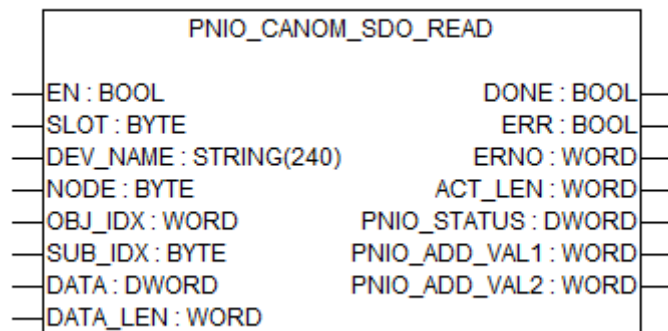 PNIO_CANOM_SDO_READ
EN : BOOL DONE : BOOL
SLOT : BYTE ERR : BOOL
DEV_NAME : STRING(240) ERNO : WORD
NODE : BYTE ACT_LEN : WORD
OBJ_IDX : WORD PNIO_STATUS : DWORD
SUB_IDX : BYTE PNIO_ADD_VAL1 : WORD
DATA : DWORD PNIO_ADD_VAL2 : WORD
DATA_LEN : WORD